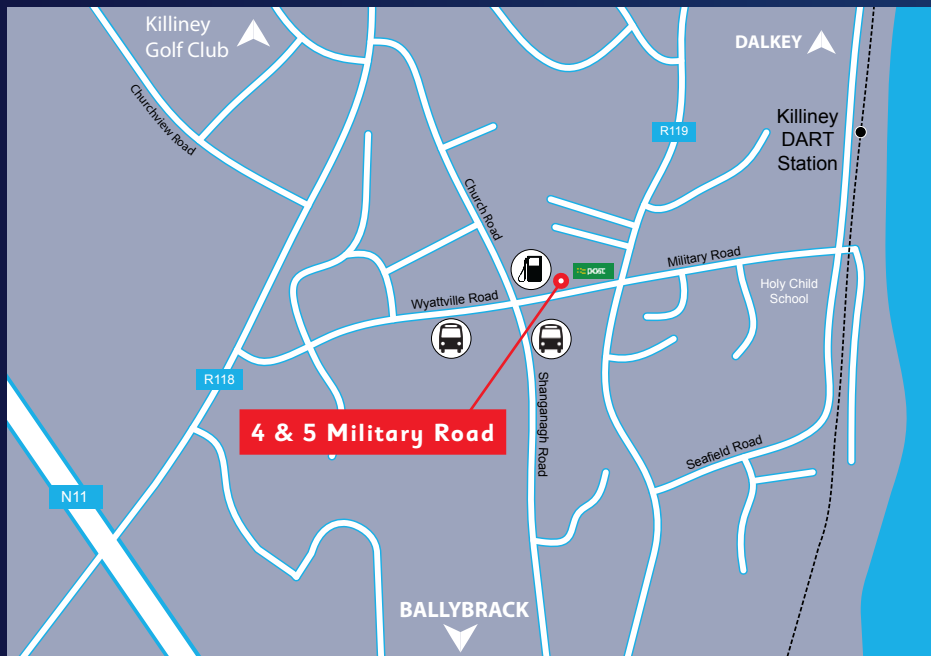 Killiney
Golf Club
DALKEY
Churchview Road
Killiney
DART
Station
R119
Church Road
post
Military Road
Holy Child
School
Wyattville Road
R118
Shanganagh Road
4 & 5 Military Road
Seafield Road
N11
BALLYBRACK